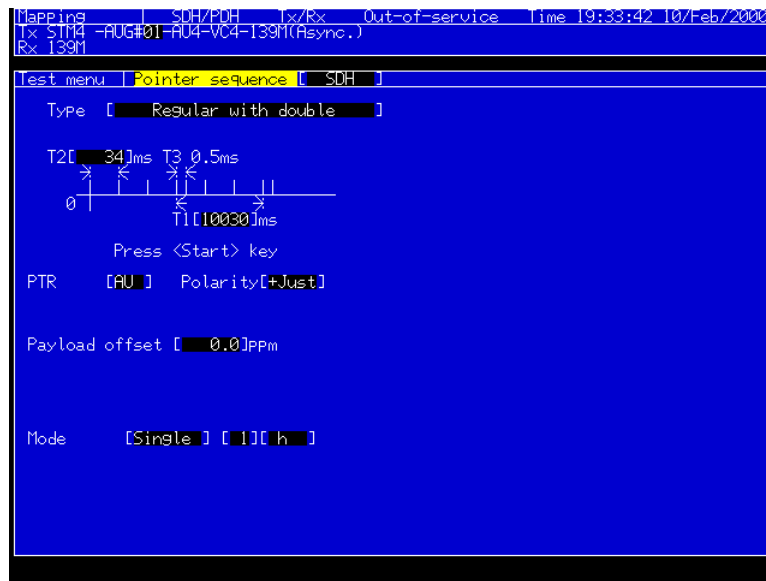 Mapping | SDH/PDH Tx/Rx Out-of-service Time 19:33:42 10/Feb/2000
Tx STM4 -AUG#01-AU4-VC4-139M(Async.)
Rx 139M
Test menu | Pointer sequence [ SDH ]
Type [ Regular with double ]
T2[ 34]ms T3 0.5ms
0
T1[10030]ms
Press <Start> key
PTR [AU ] Polarity[+Just]
Payload offset [ 0.0]ppm
Mode [Single ] [ 1][ h ]